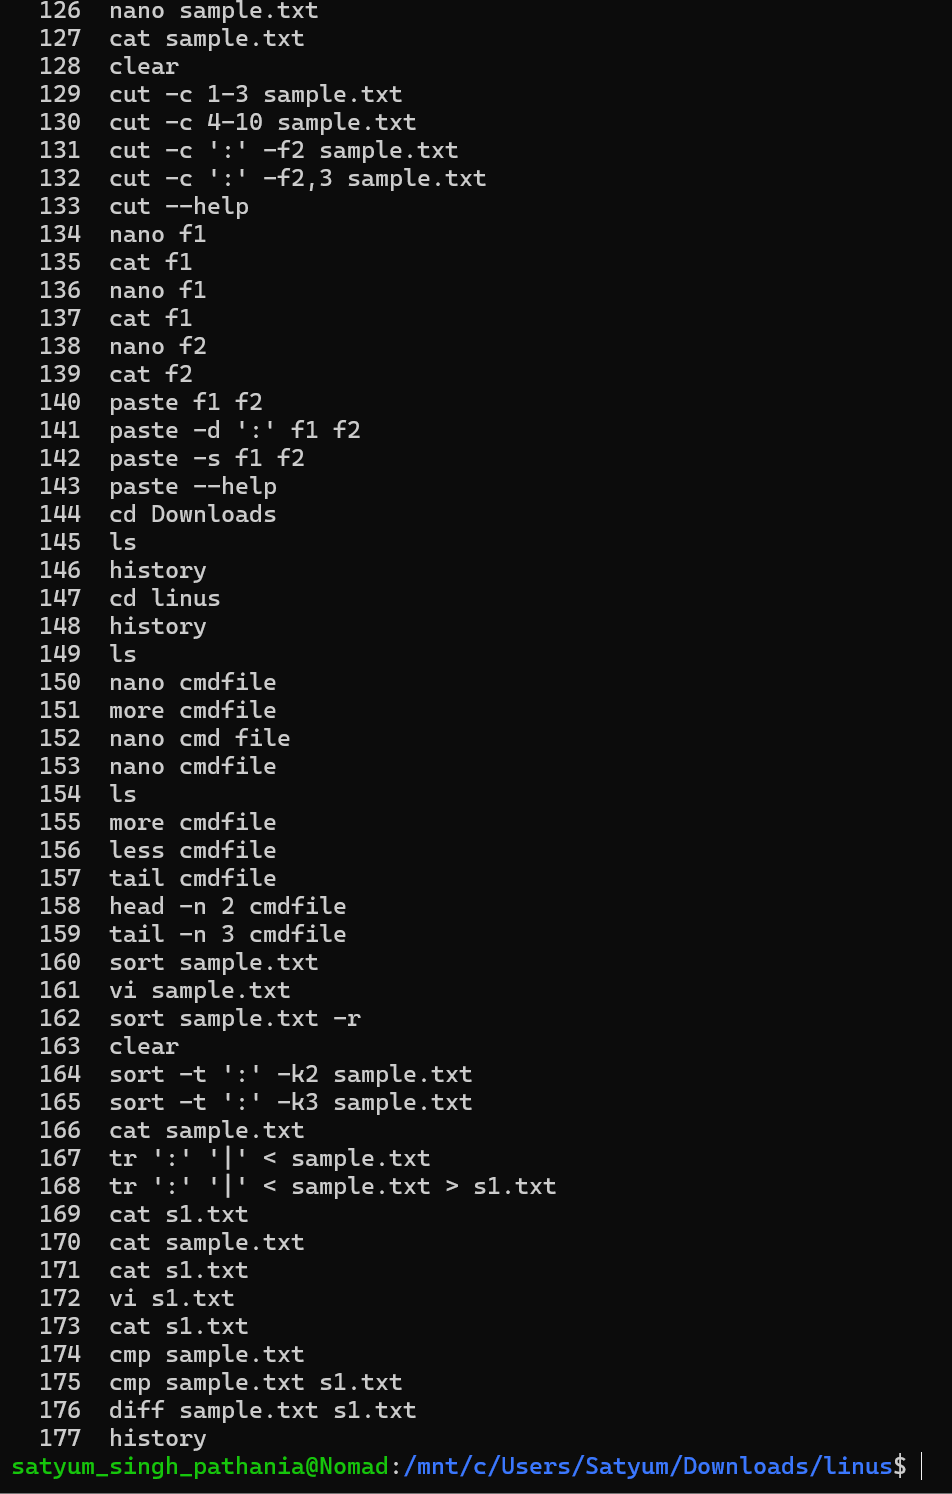 126  nano sample.txt
127  cat sample.txt
128  clear
129  cut -c 1-3 sample.txt
130  cut -c 4-10 sample.txt
131  cut -c ':' -f2 sample.txt
132  cut -c ':' -f2,3 sample.txt
133  cut --help
134  nano f1
135  cat f1
136  nano f1
137  cat f1
138  nano f2
139  cat f2
140  paste f1 f2
141  paste -d ':' f1 f2
142  paste -s f1 f2
143  paste --help
144  cd Downloads
145  ls
146  history
147  cd linus
148  history
149  ls
150  nano cmdfile
151  more cmdfile
152  nano cmd file
153  nano cmdfile
154  ls
155  more cmdfile
156  less cmdfile
157  tail cmdfile
158  head -n 2 cmdfile
159  tail -n 3 cmdfile
160  sort sample.txt
161  vi sample.txt
162  sort sample.txt -r
163  clear
164  sort -t ':' -k2 sample.txt
165  sort -t ':' -k3 sample.txt
166  cat sample.txt
167  tr ':' '|' < sample.txt
168  tr ':' '|' < sample.txt > s1.txt
169  cat s1.txt
170  cat sample.txt
171  cat s1.txt
172  vi s1.txt
173  cat s1.txt
174  cmp sample.txt
175  cmp sample.txt s1.txt
176  diff sample.txt s1.txt
177  history
satyum_singh_pathania@Nomad:/mnt/c/Users/Satyum/Downloads/linus$